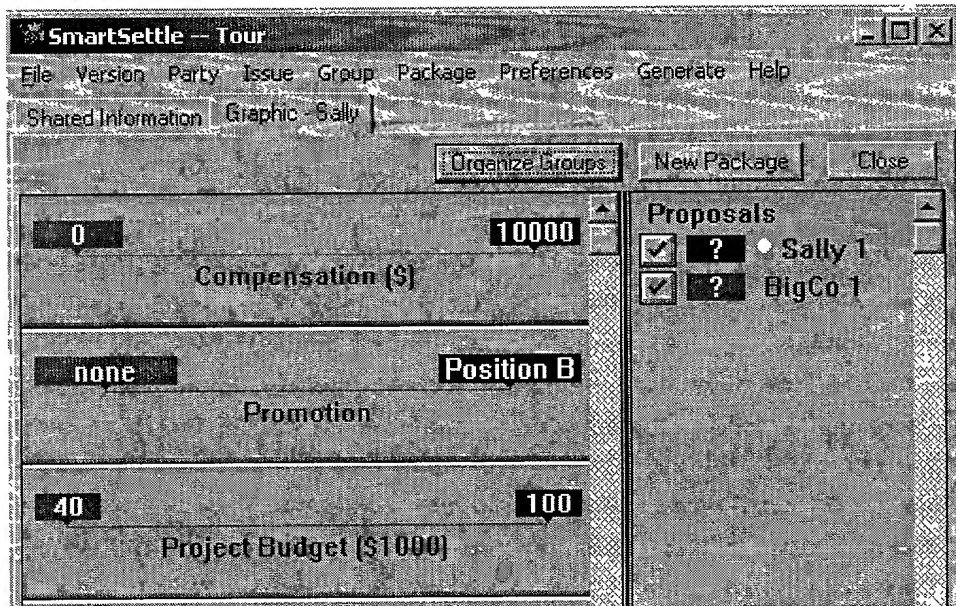 SmartSettle -- Tour
File Version Party Issue Group Package Preferences Generate Help
Shared Information Graphic - Sally
Organize Groups New Package Close
0 10000
Compensation ($)
none Position B
Promotion
40 100
Project Budget ($1000)
Proposals
? Sally 1
? BigCo 1